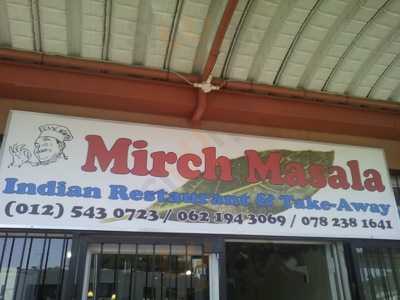 Mirch Masala
Indian Restaurant & Take-Away
(012) 543 0723 / 062 194 3069 / 078 238 1641